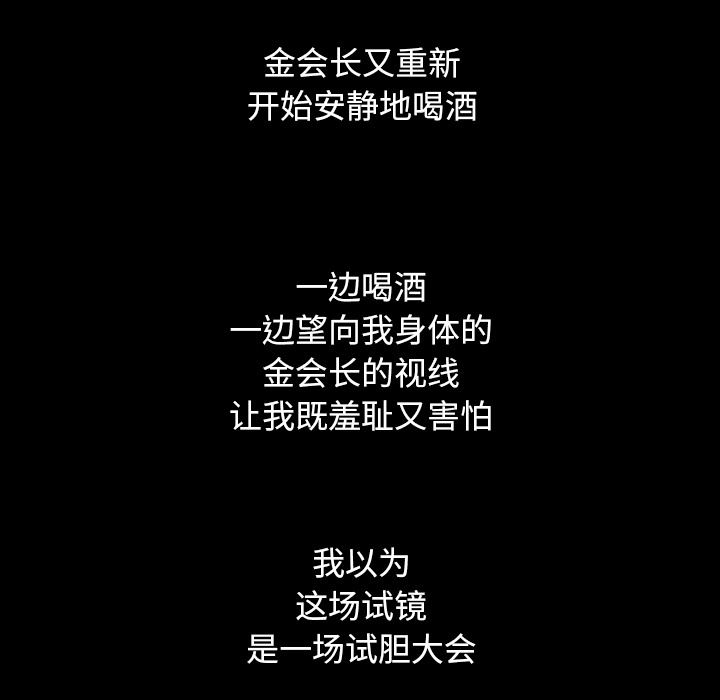 金会长又重新
开始安静地喝酒
一边喝酒
一边望向我身体的
金会长的视线
让我既羞耻又害怕
我以为
这场试镜
是一场试胆大会